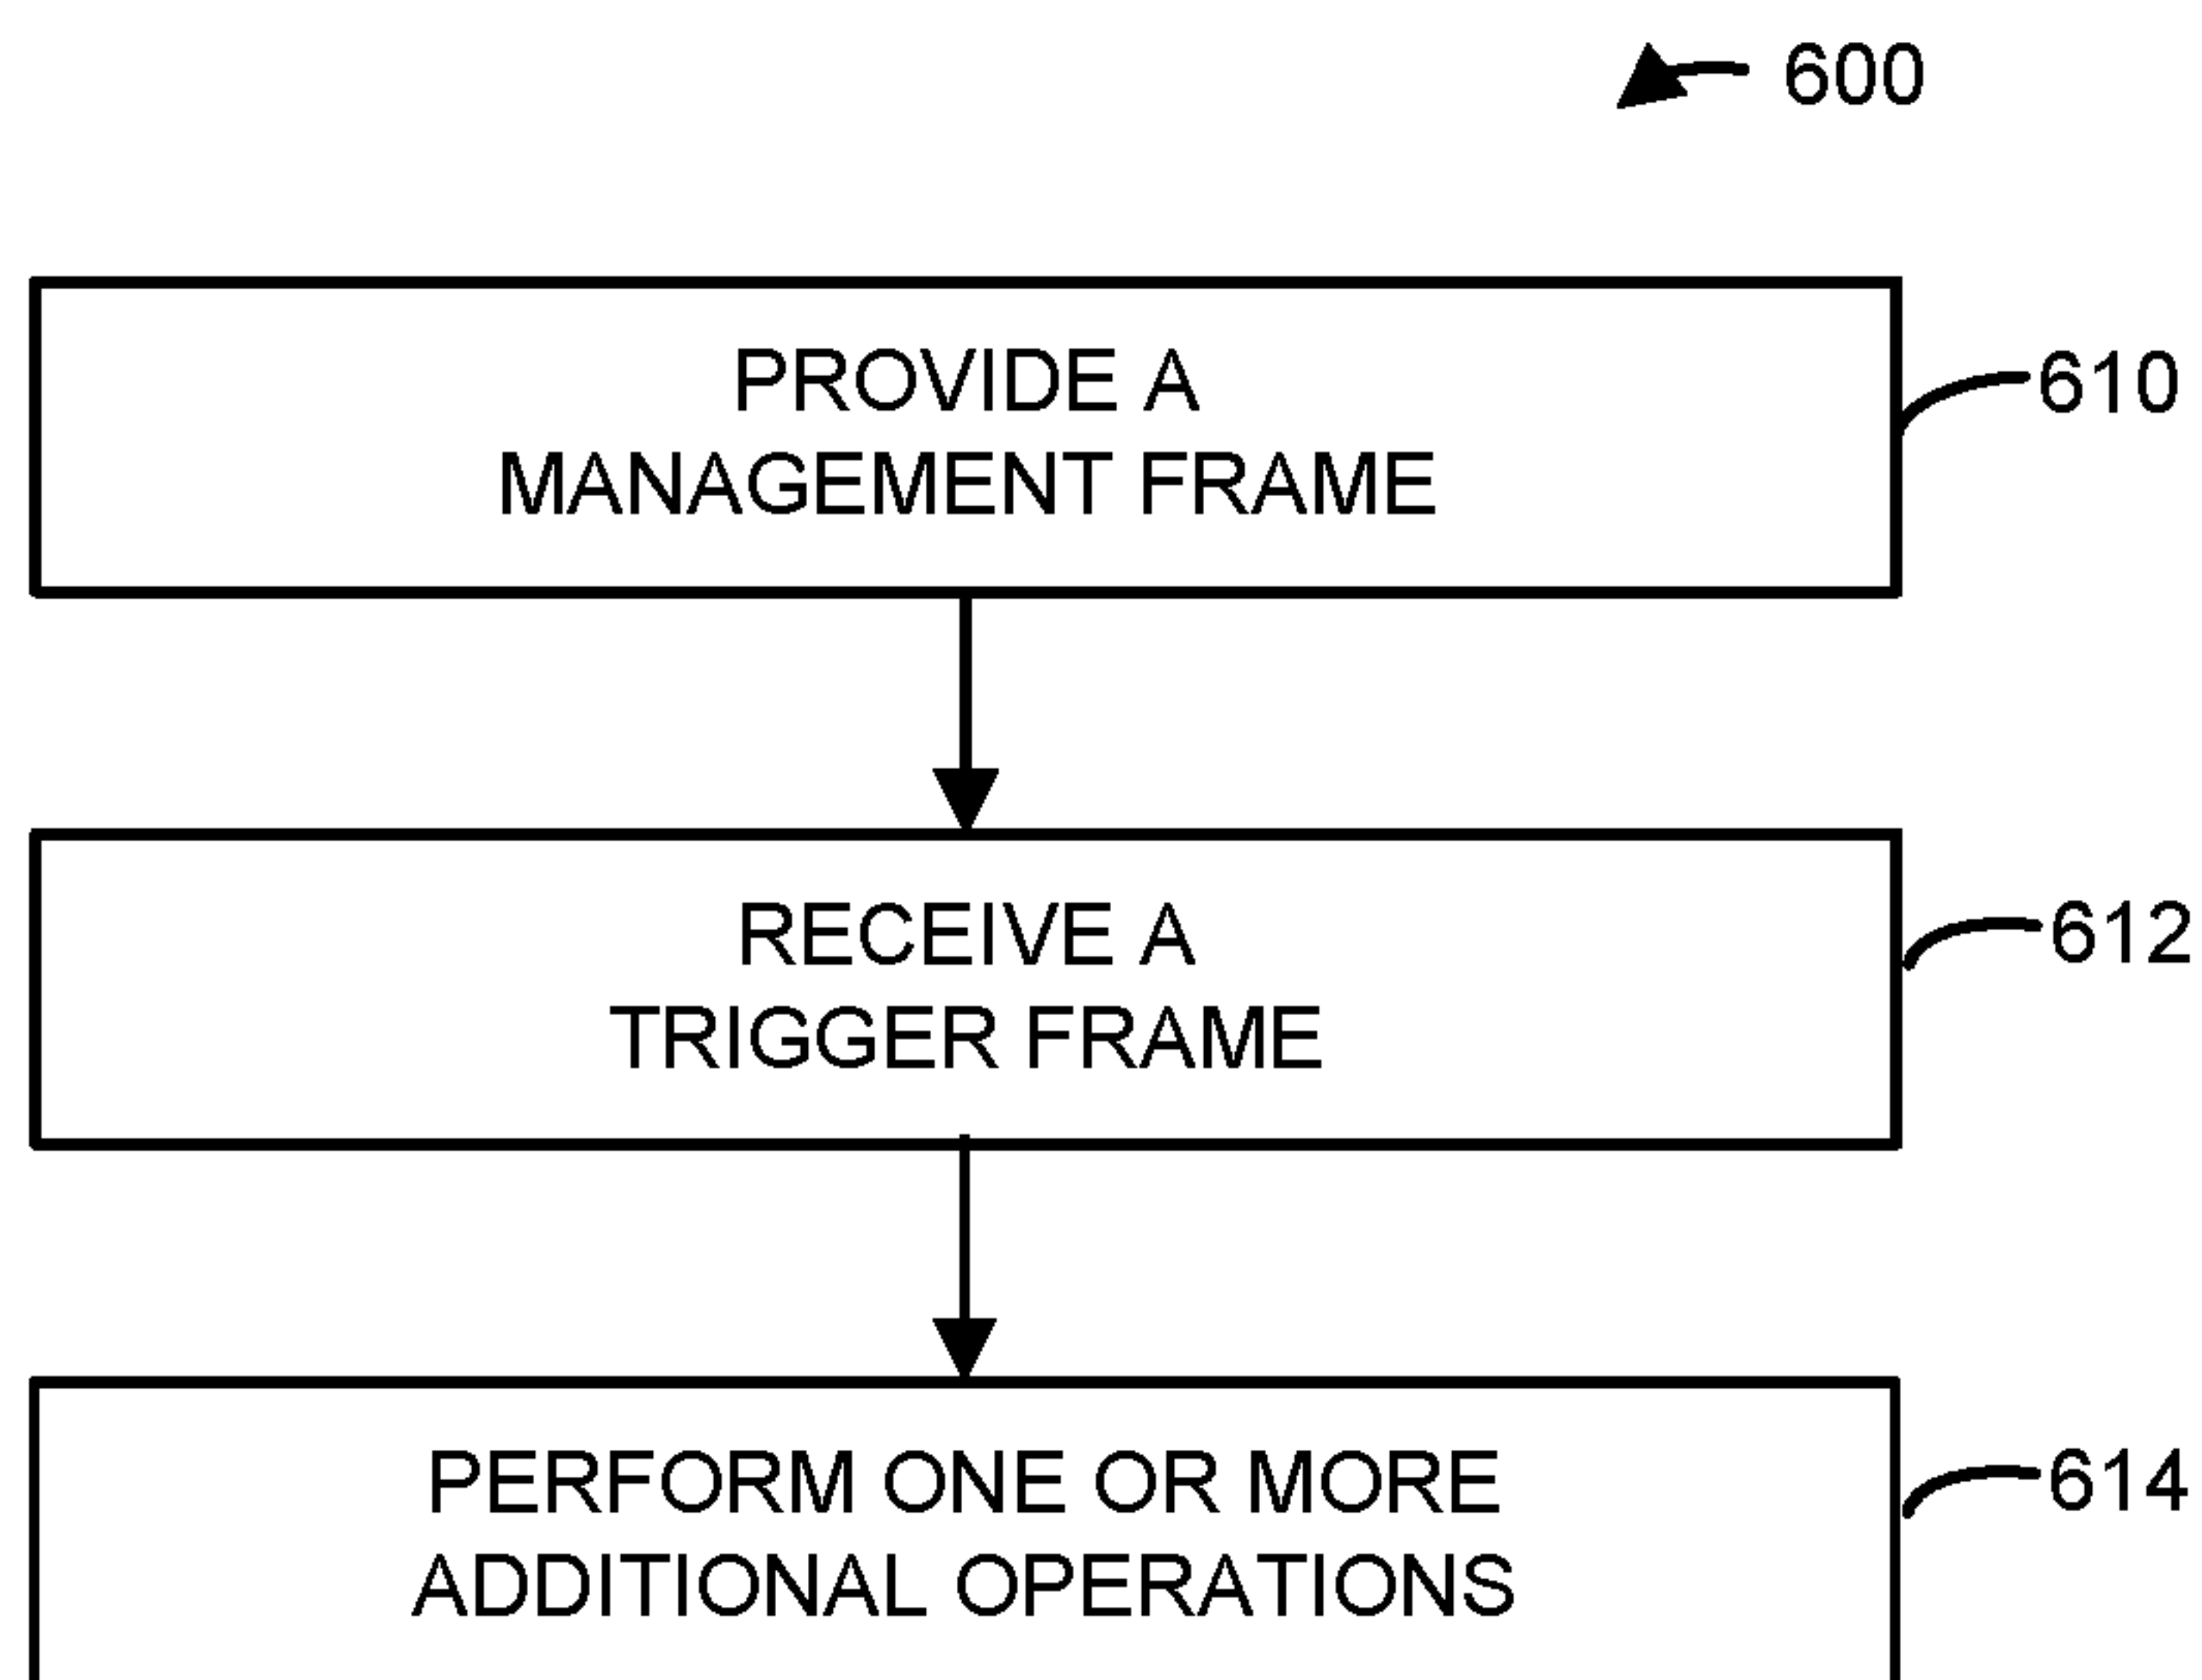 600
PROVIDE A
MANAGEMENT FRAME
610
RECEIVE A
TRIGGER FRAME
612
PERFORM ONE OR MORE
ADDITIONAL OPERATIONS
614